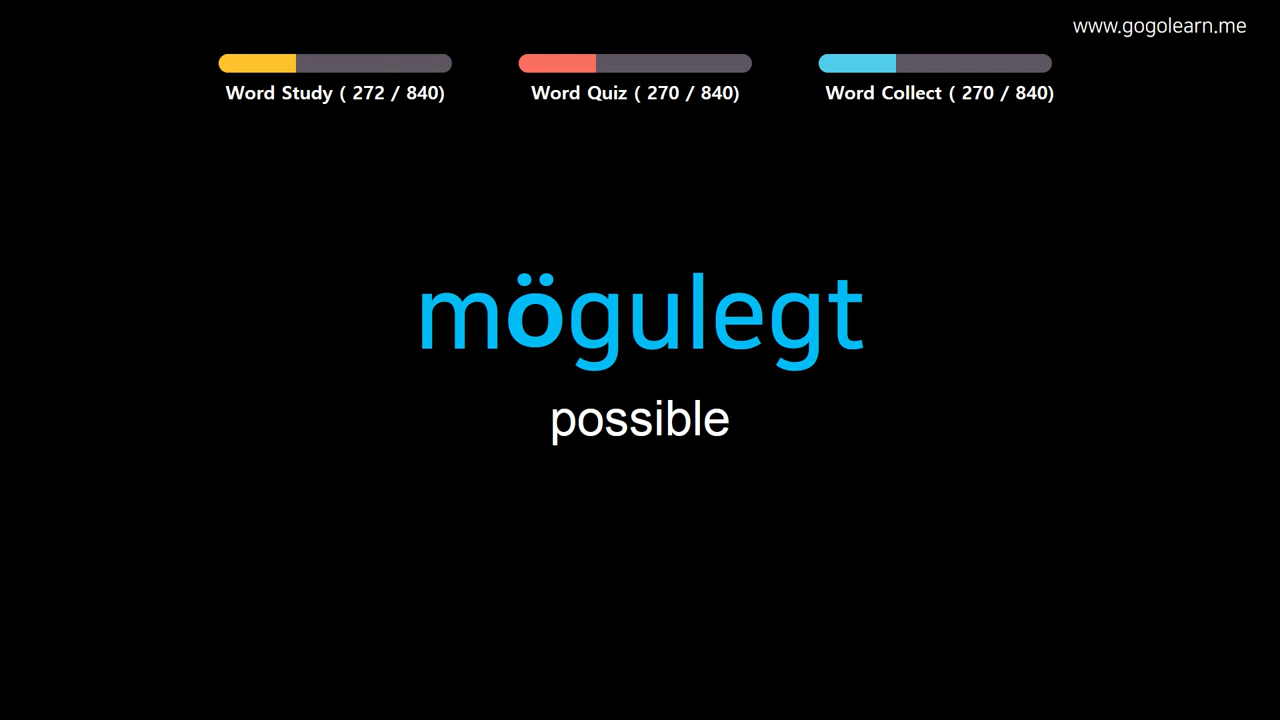 www.gogolearn.me
Word Study ( 272 / 840)
Word Quiz ( 270 / 840)
Word Collect ( 270 / 840)
mögulegt
possible